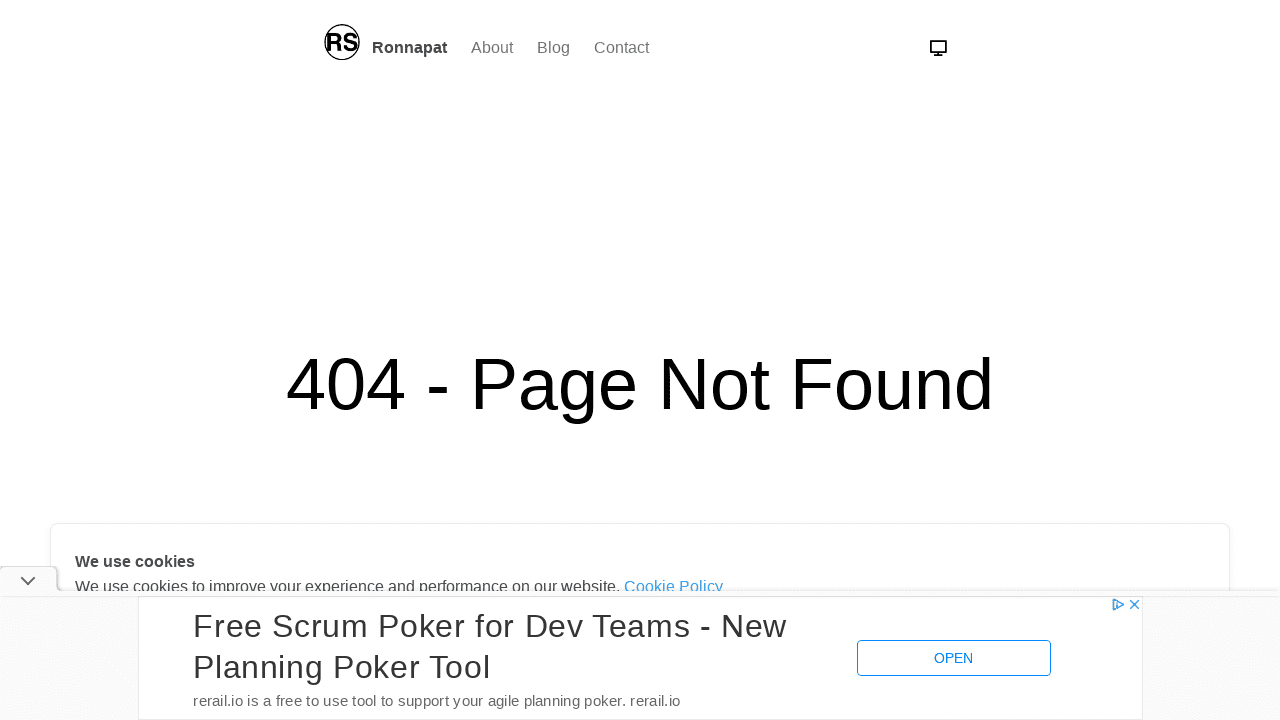 RS Ronnapat About Blog Contact
404 - Page Not Found
We use cookies
We use cookies to improve your experience and performance on our website. Cookie Policy
Free Scrum Poker for Dev Teams - New
Planning Poker Tool
rerail.io is a free to use tool to support your agile planning poker. rerail.io
OPEN